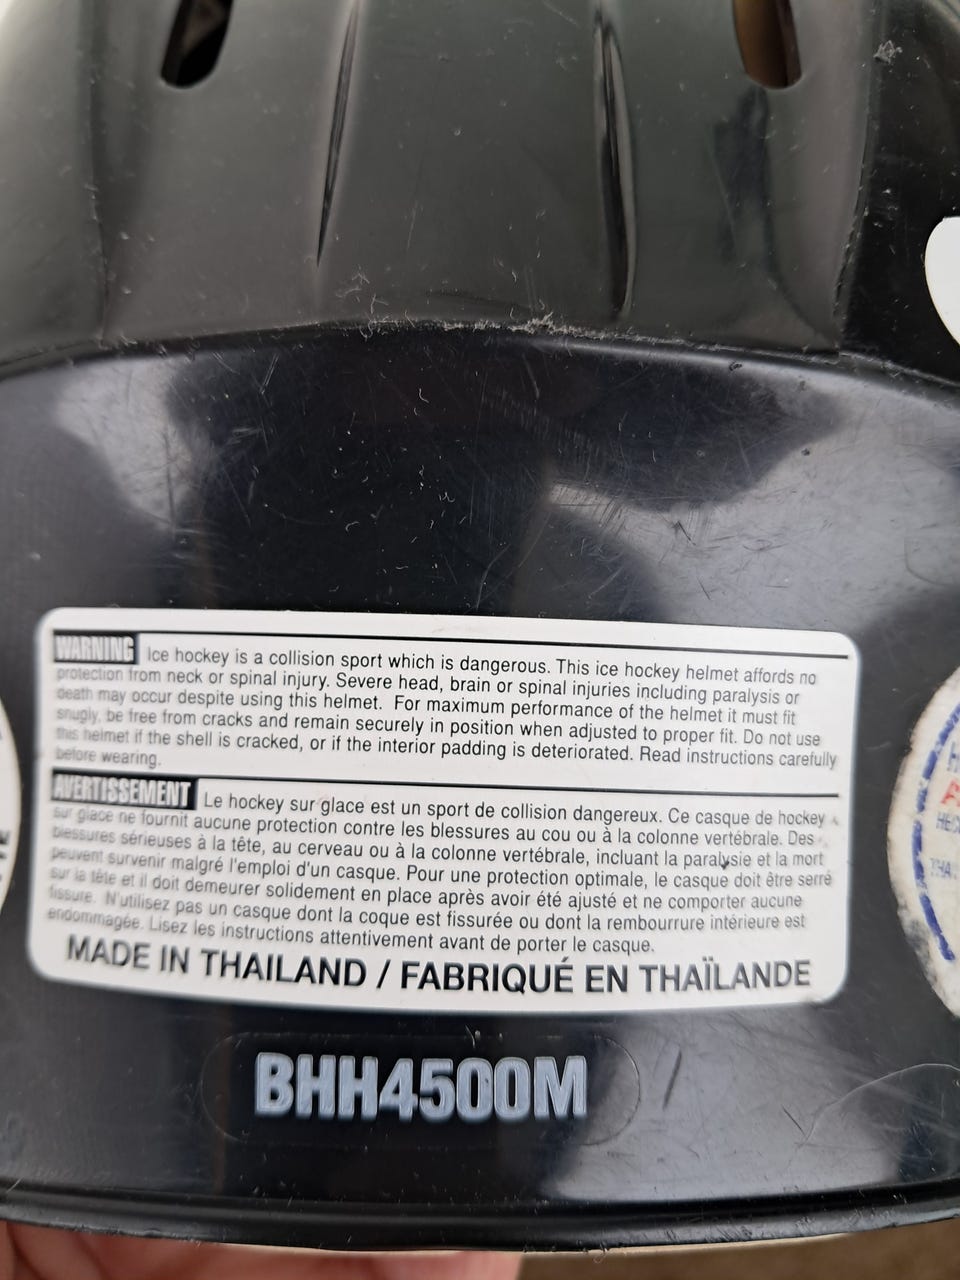 WARNING Ice hockey is a collision sport which is dangerous. This ice hockey helmet affords no
protection from neck or spinal injury. Severe head, brain or spinal injuries including paralysis or
death may occur despite using this helmet. For maximum performance of the helmet it must fit
snugly, be free from cracks and remain securely in position when adjusted to proper fit. Do not use
this helmet if the shell is cracked, or if the interior padding is deteriorated. Read instructions carefully
before wearing.
AVERTISSEMENT Le hockey sur glace est un sport de collision dangereux. Ce casque de hockey
sur glace ne fournit aucune protection contre les blessures au cou ou à la colonne vertébrale. Des
blessures sérieuses à la tête, au cerveau ou à la colonne vertébrale, incluant la paralysie et la mort
peuvent survenir malgré l'emploi d'un casque. Pour une protection optimale, le casque doit être serré
sur la tête et il doit demeurer solidement en place après avoir été ajusté et ne comporter aucune
fissure. N'utilisez pas un casque dont la coque est fissurée ou dont la rembourrure intérieure est
endommagée. Lisez les instructions attentivement avant de porter le casque.
MADE IN THAILAND / FABRIQUÉ EN THAÏLANDE
BHH4500M